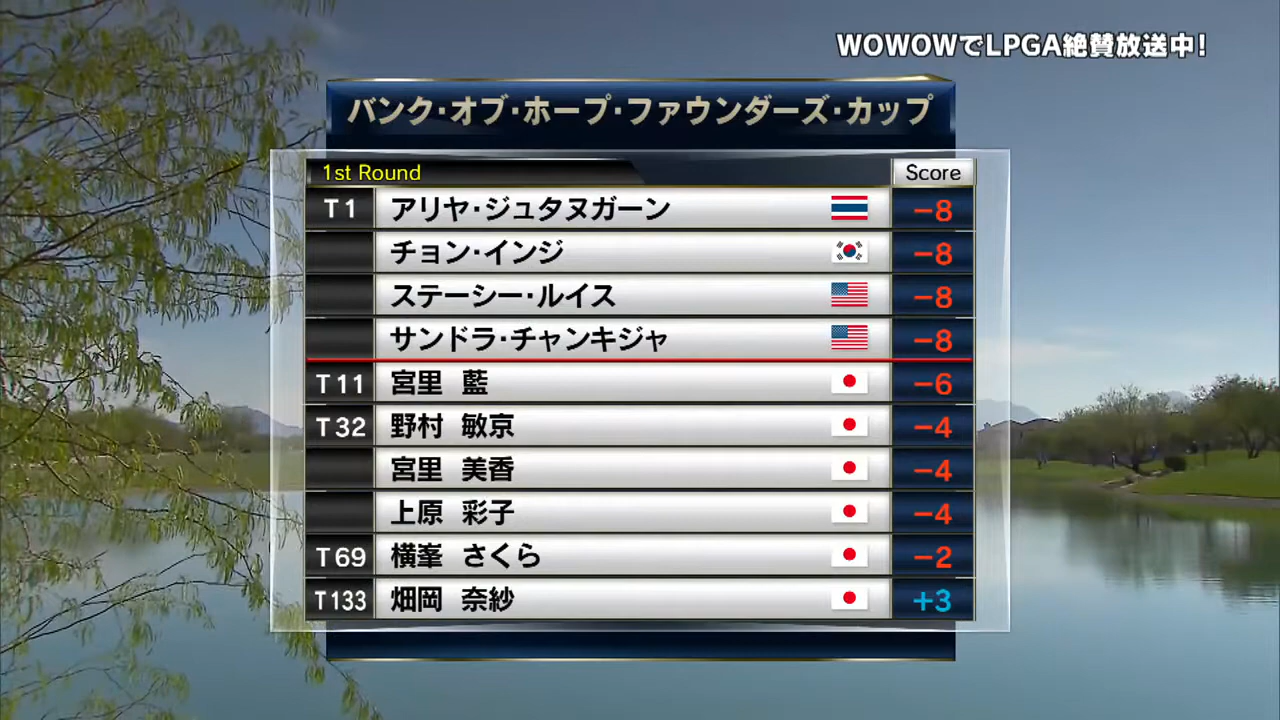 WOWOWでLPGA絶賛放送中!
バンク・オブ・ホープ・ファウンダーズ・カップ
1st Round Score
T1 アリヤ・ジュタヌガーン -8
チョン・インジ -8
ステーシー・ルイス -8
サンドラ・チャンキジャ -8
T11 宮里 藍 -6
T32 野村 敏京 -4
宮里 美香 -4
上原 彩子 -4
T69 横峯 さくら -2
T133 畑岡 奈紗 +3